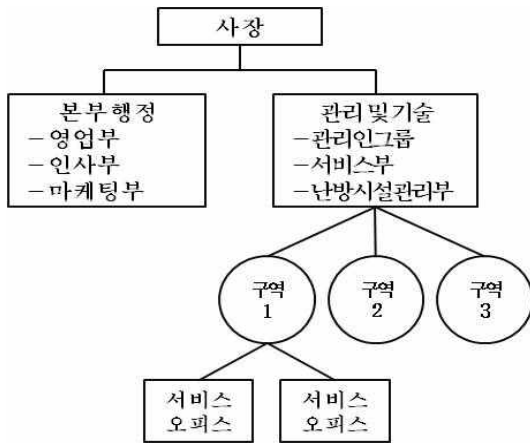 사장
본부행정
– 영업부
– 인사부
– 마케팅부
관리및기술
– 관리인그룹
– 서비스부
– 난방시설관리부
구역
1
구역
2
구역
3
서비스
오피스
서비스
오피스